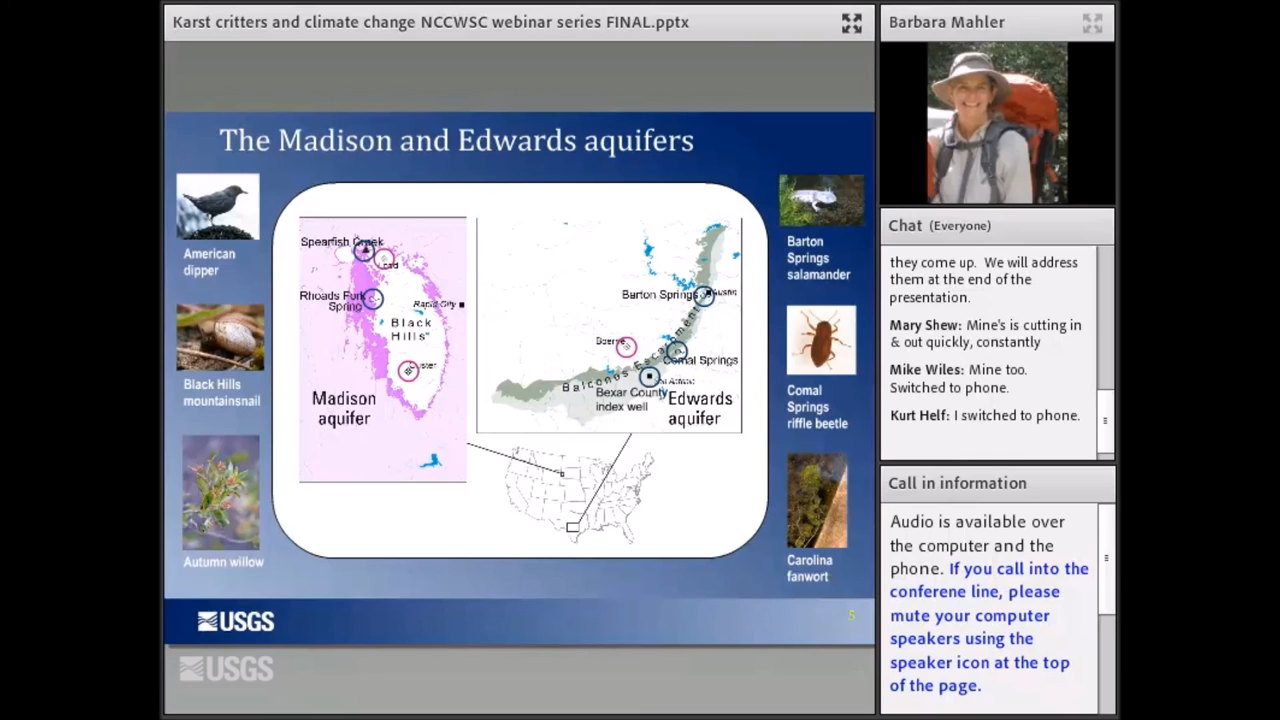 Karst critters and climate change NCCWSC webinar series FINAL.pptx
The Madison and Edwards aquifers
American
dipper
Black Hills
mountainsnail
Autumn willow
Spearfish Creek
Rhoads Fork
Spring
Rapid City
Black
Hills
Madison
aquifer
Barton Springs
Austin
Boerne
Balcones Escarpment
Comal Springs
Bexar County
index well
Edwards
aquifer
Barton
Springs
salamander
Comal
Springs
riffle beetle
Carolina
fanwort
USGS
5
USGS
Barbara Mahler
Chat (Everyone)
they come up. We will address
them at the end of the
presentation.
Mary Shew: Mine's is cutting in
& out quickly, constantly
Mike Wiles: Mine too.
Switched to phone.
Kurt Helf: I switched to phone.
Call in information
Audio is available over
the computer and the
phone. If you call into the
conferene line, please
mute your computer
speakers using the
speaker icon at the top
of the page.